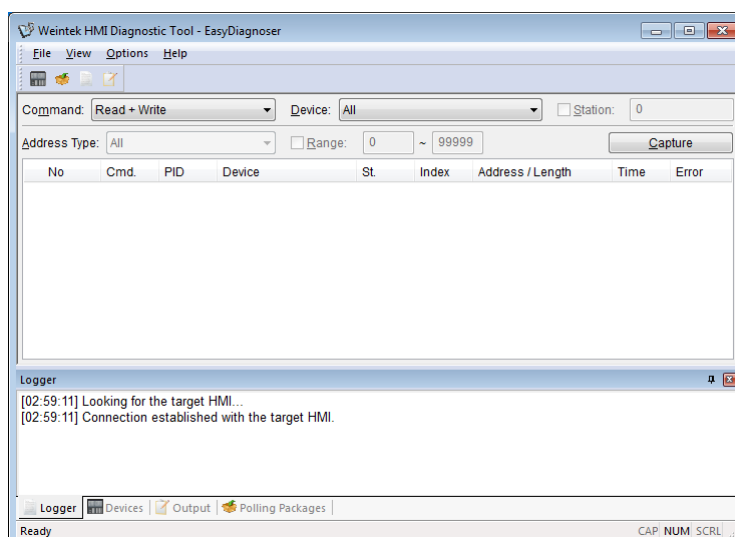 Weintek HMI Diagnostic Tool - EasyDiagnoser
File View Options Help
Command: Read + Write Device: All Station: 0
Address Type: All Range: 0 ~ 99999 Capture
No Cmd. PID Device St. Index Address / Length Time Error
Logger
[02:59:11] Looking for the target HMI...
[02:59:11] Connection established with the target HMI.
Logger Devices Output Polling Packages
Ready CAP NUM SCRL